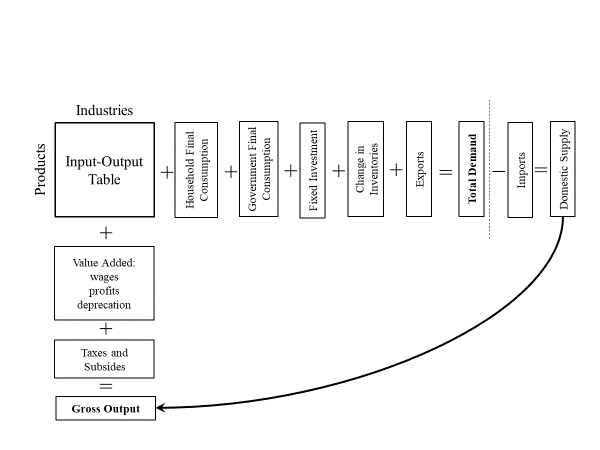 Industries
Products
Input-Output
Table
+
Household Final
Consumption
+
Government Final
Consumption
+
Fixed Investment
+
Change in
Inventories
+
Exports
=
Total Demand
−
Imports
=
Domestic Supply
+
Value Added:
wages
profits
deprecation
+
Taxes and
Subsides
=
Gross Output